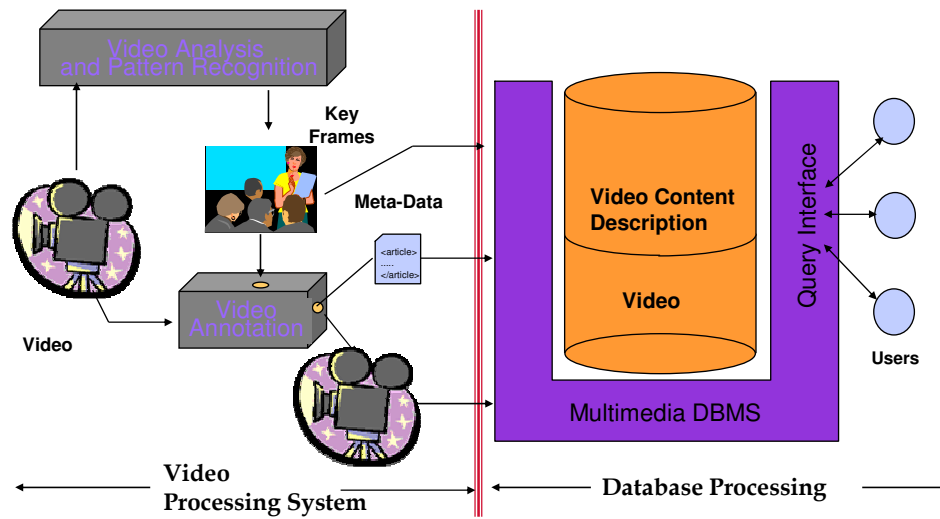 Video Analysis
and Pattern Recognition
Key
Frames
Meta-Data
<article>
.....
</article>
Video
Annotation
Video
Video Content
Description
Video
Query Interface
Multimedia DBMS
Users
Video
Processing System
Database Processing